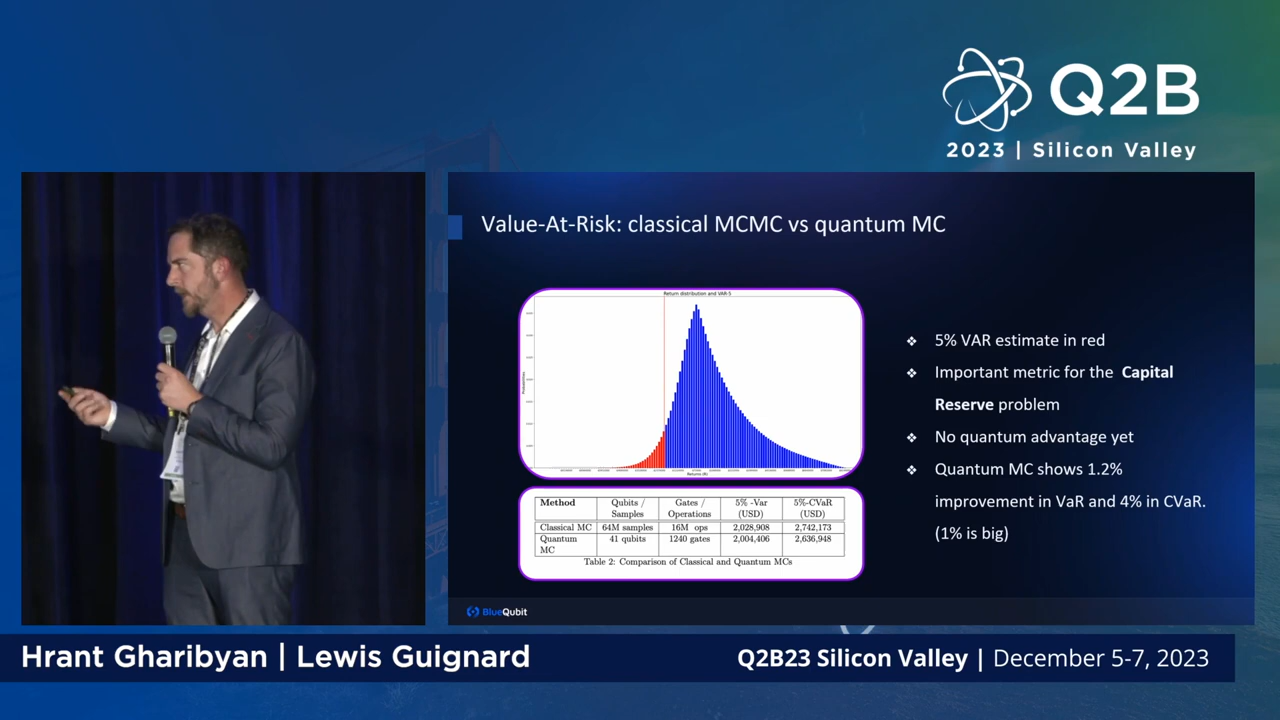 Q2B
2023 | Silicon Valley
Value-At-Risk: classical MCMC vs quantum MC
Return distribution and VAR-5
Probabilities
Returns (R)
❖ 5% VAR estimate in red
❖ Important metric for the Capital
Reserve problem
❖ No quantum advantage yet
❖ Quantum MC shows 1.2%
improvement in VaR and 4% in CVaR.
(1% is big)
Method Qubits / Gates / 5% -Var 5%-CVaR
Samples Operations (USD) (USD)
Classical MC 64M samples 16M ops 2,028,908 2,742,173
Quantum 41 qubits 1240 gates 2,004,406 2,636,948
MC
Table 2: Comparison of Classical and Quantum MCs
BlueQubit
Hrant Gharibyan | Lewis Guignard
Q2B23 Silicon Valley | December 5-7, 2023